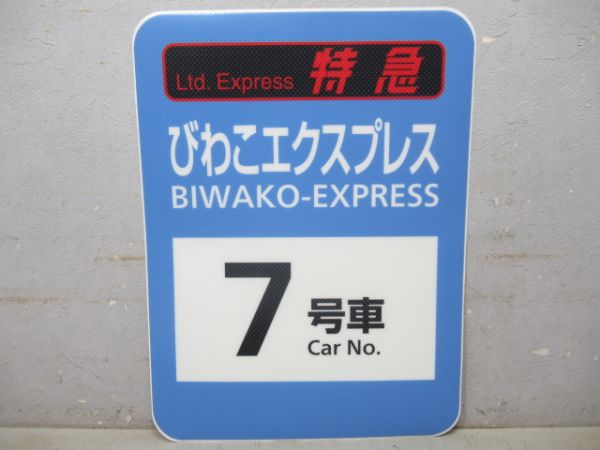 Ltd. Express 特急
びわこエクスプレス
BIWAKO-EXPRESS
7 号車
Car No.